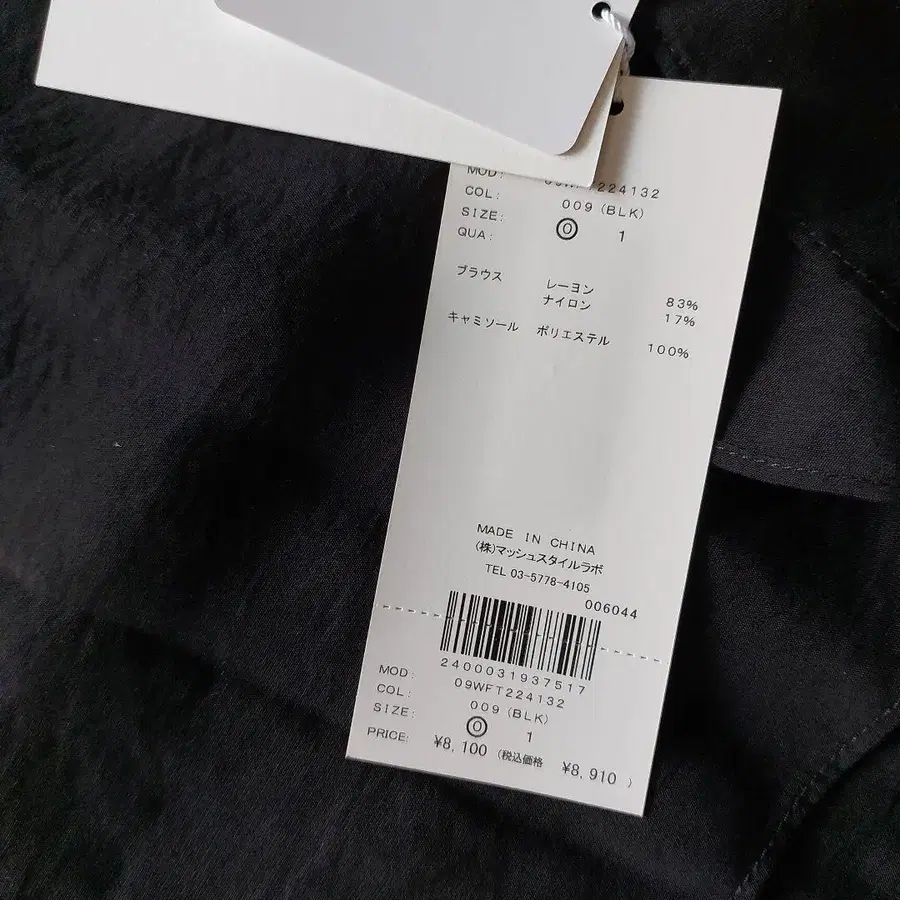 MOD: 09WFT224132
COL: 009 (BLK)
SIZE: 0 1
QUA:
ブラウス レーヨン 83%
ナイロン 17%
キャミソール ポリエステル 100%
MADE IN CHINA
(株)マッシュスタイルラボ
TEL 03-5778-4105
006044
2400031937517
MOD: 09WFT224132
COL: 009 (BLK)
SIZE: 0 1
PRICE: ¥8,100 (税込価格 ¥8,910 )